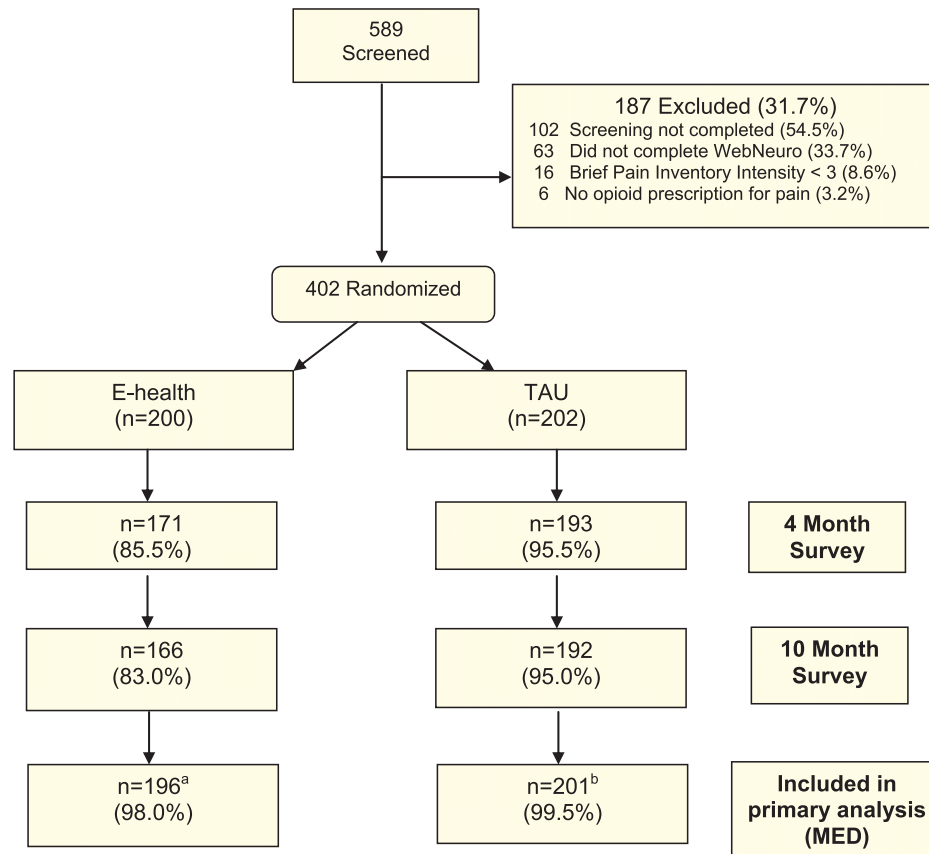 589
Screened
187 Excluded (31.7%)
102 Screening not completed (54.5%)
63 Did not complete WebNeuro (33.7%)
16 Brief Pain Inventory Intensity < 3 (8.6%)
6 No opioid prescription for pain (3.2%)
402 Randomized
E-health
(n=200)
TAU
(n=202)
n=171
(85.5%)
n=193
(95.5%)
4 Month
Survey
n=166
(83.0%)
n=192
(95.0%)
10 Month
Survey
n=196ᵃ
(98.0%)
n=201ᵇ
(99.5%)
Included in
primary analysis
(MED)